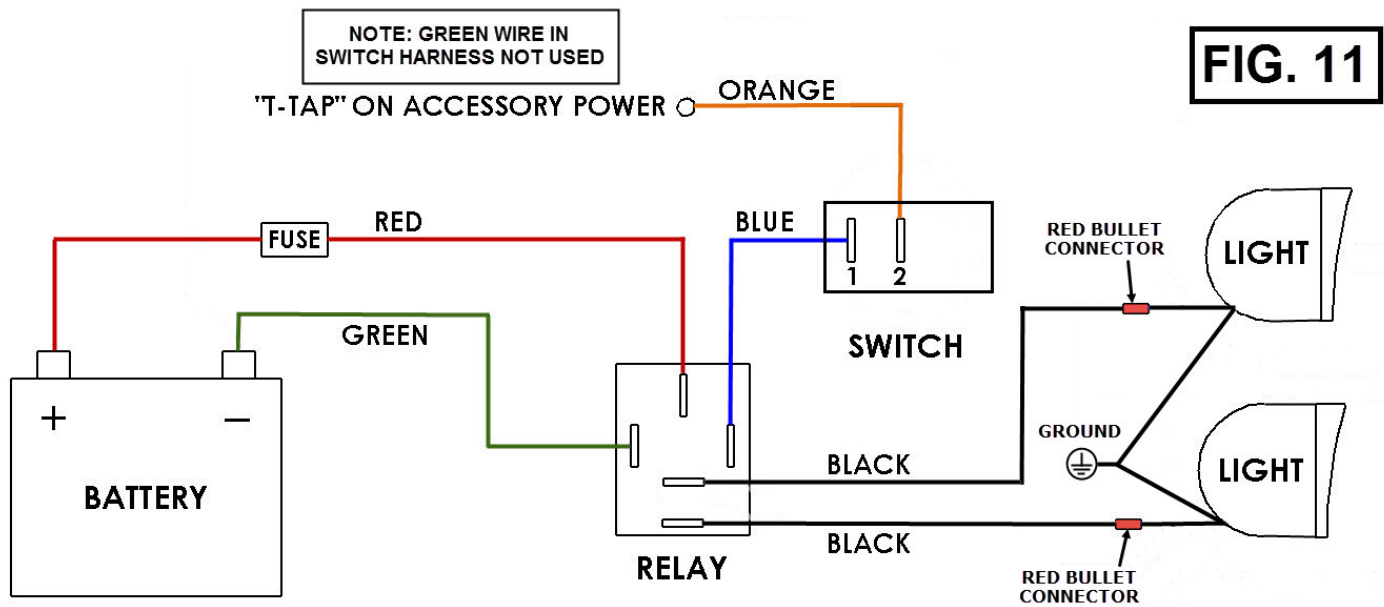 NOTE: GREEN WIRE IN
SWITCH HARNESS NOT USED
FIG. 11
"T-TAP" ON ACCESSORY POWER
ORANGE
FUSE
RED
BLUE
1
2
SWITCH
RED BULLET
CONNECTOR
LIGHT
GREEN
+
−
BATTERY
RELAY
BLACK
BLACK
GROUND
LIGHT
RED BULLET
CONNECTOR